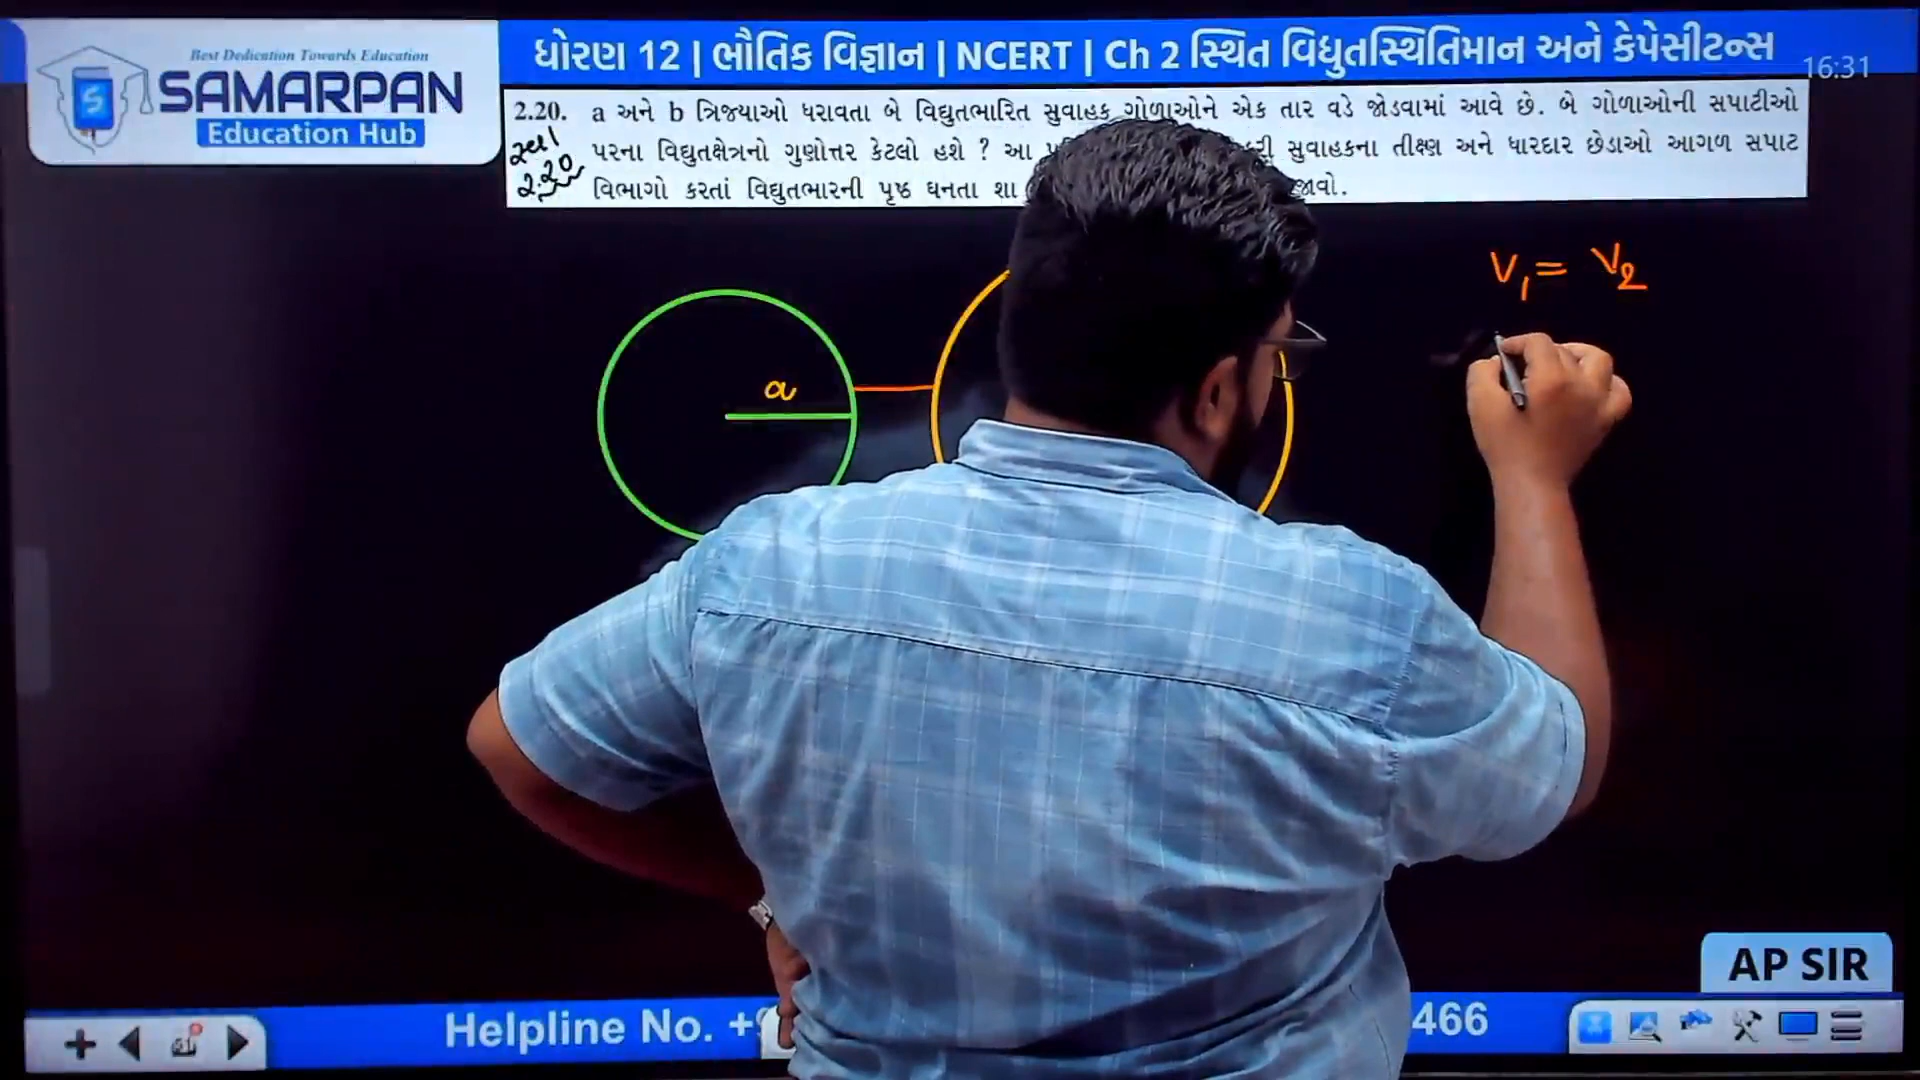 Best Dedication Towards Education
SAMARPAN
Education Hub
ધોરણ 12 | ભૌતિક વિજ્ઞાન | NCERT | Ch 2 સ્થિત વિદ્યુતસ્થિતિમાન અને કેપેસીટન્સ
16:31
2.20. a અને b ત્રિજ્યાઓ ધરાવતા બે વિદ્યુતભારિત સુવાહક ગોળાઓને એક તાર વડે જોડવામાં આવે છે. બે ગોળાઓની સપાટીઓ
પરના વિદ્યુતક્ષેત્રનો ગુણોત્તર કેટલો હશે ? આ સુવાહકના તીક્ષ્ણ અને ધારદાર છેડાઓ આગળ સપાટ
વિભાગો કરતાં વિદ્યુતભારની પૃષ્ઠ ઘનતા શા
2.20
V₁ = V₂
a
AP SIR
Helpline No. + 466